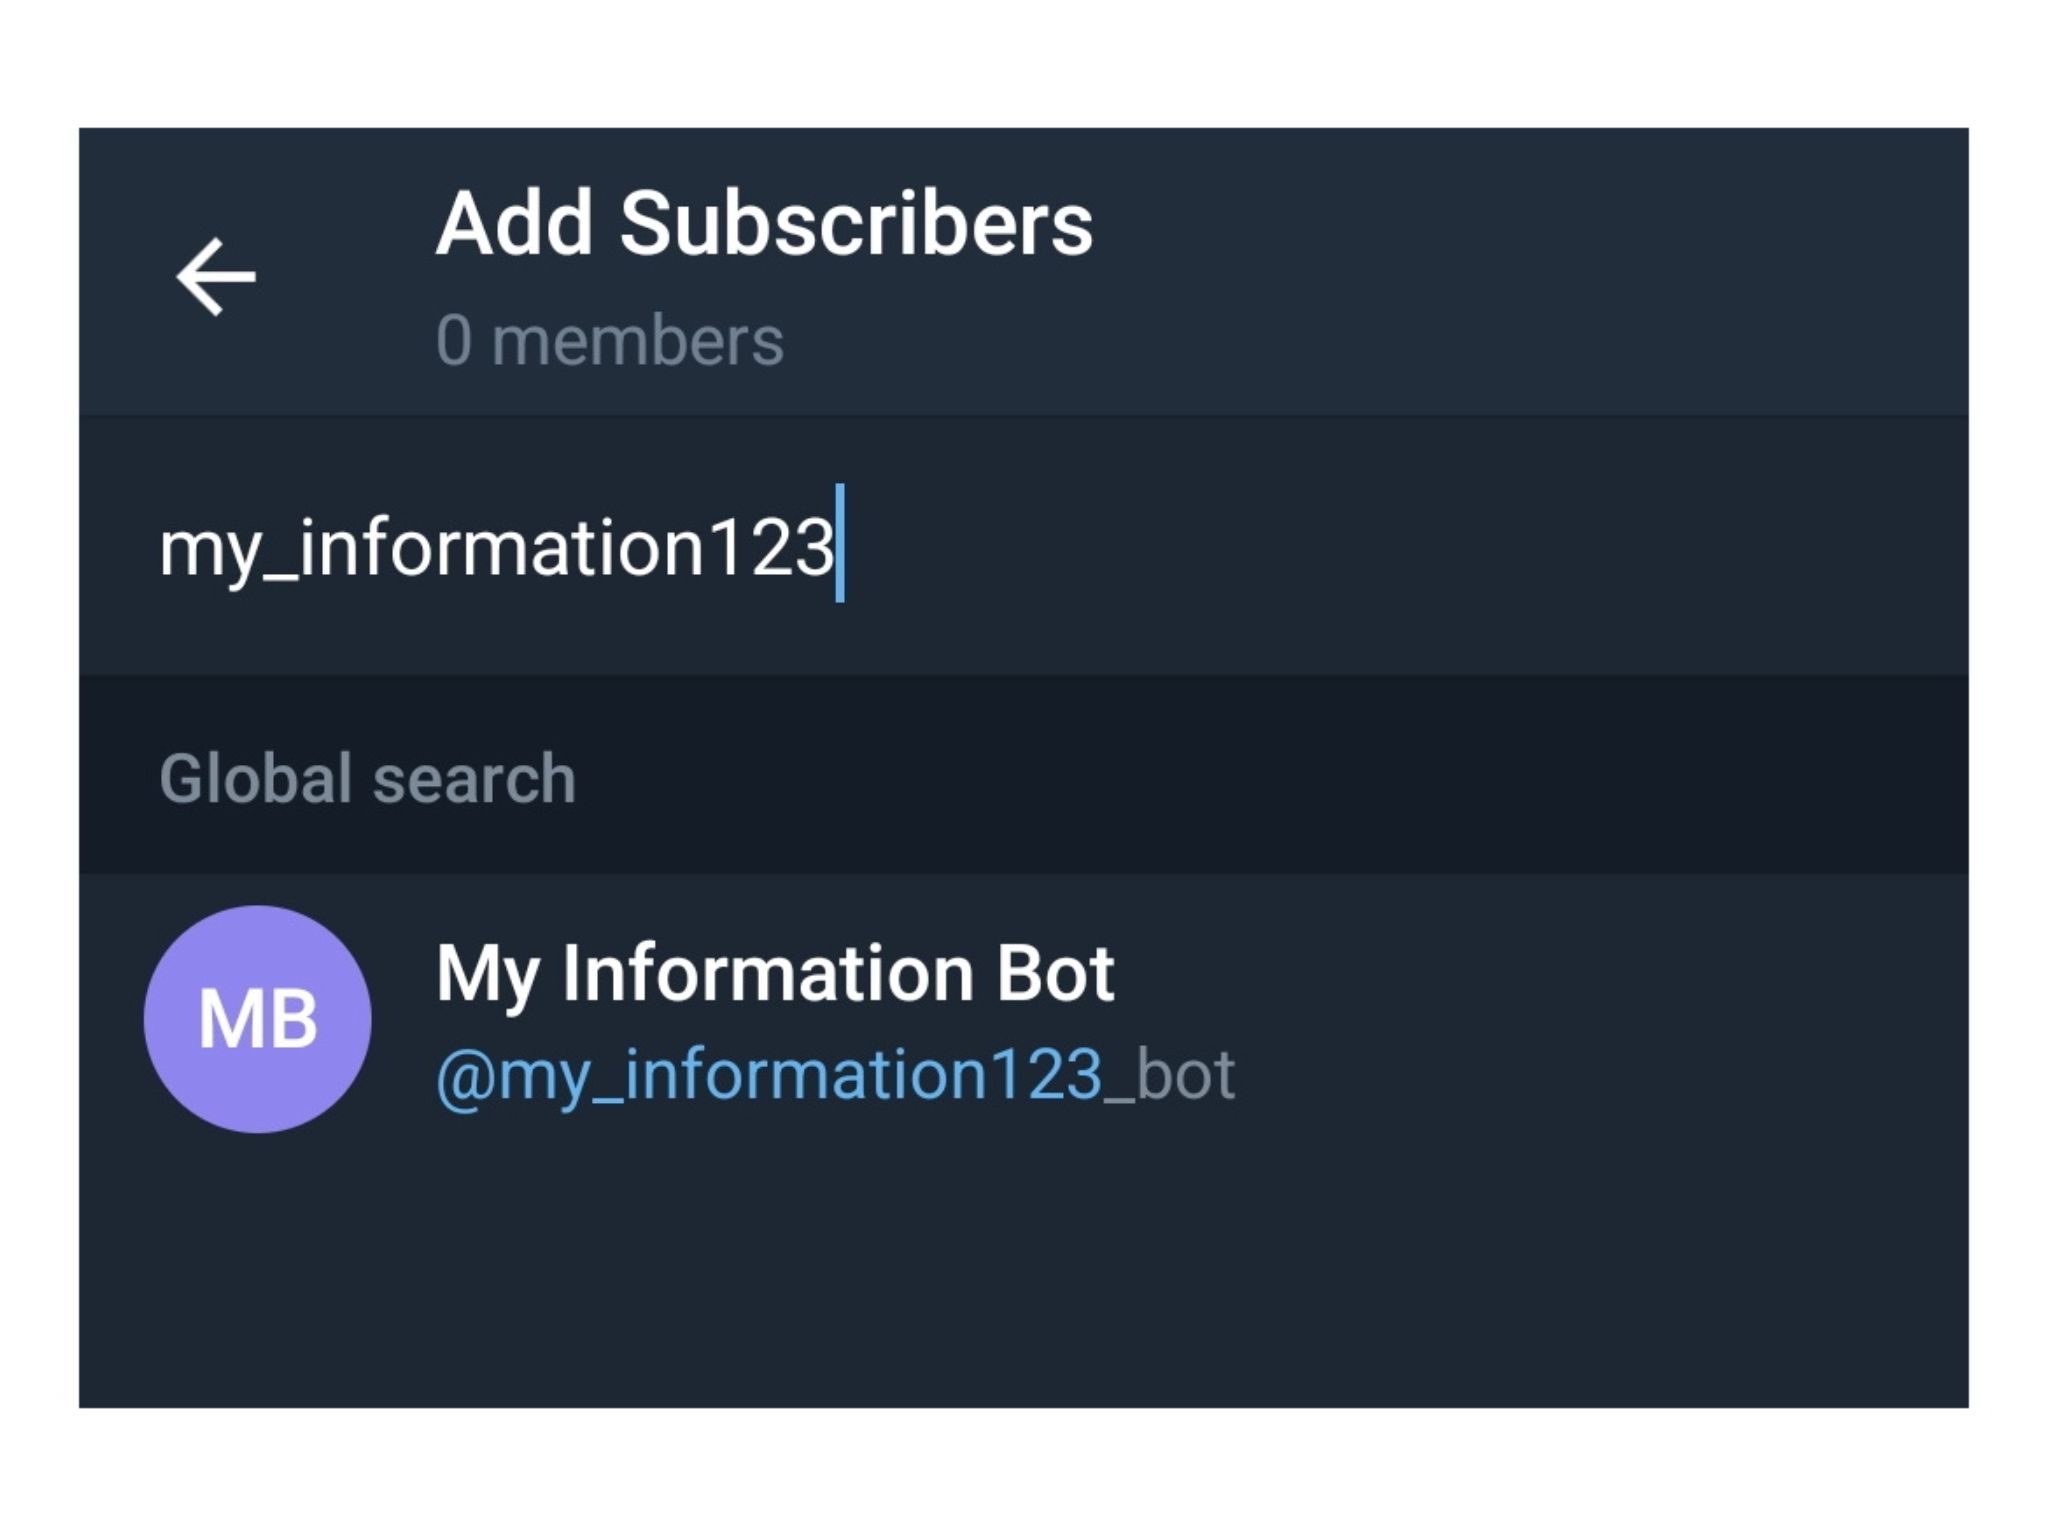 Add Subscribers
0 members
my_information123
Global search
MB
My Information Bot
@my_information123_bot